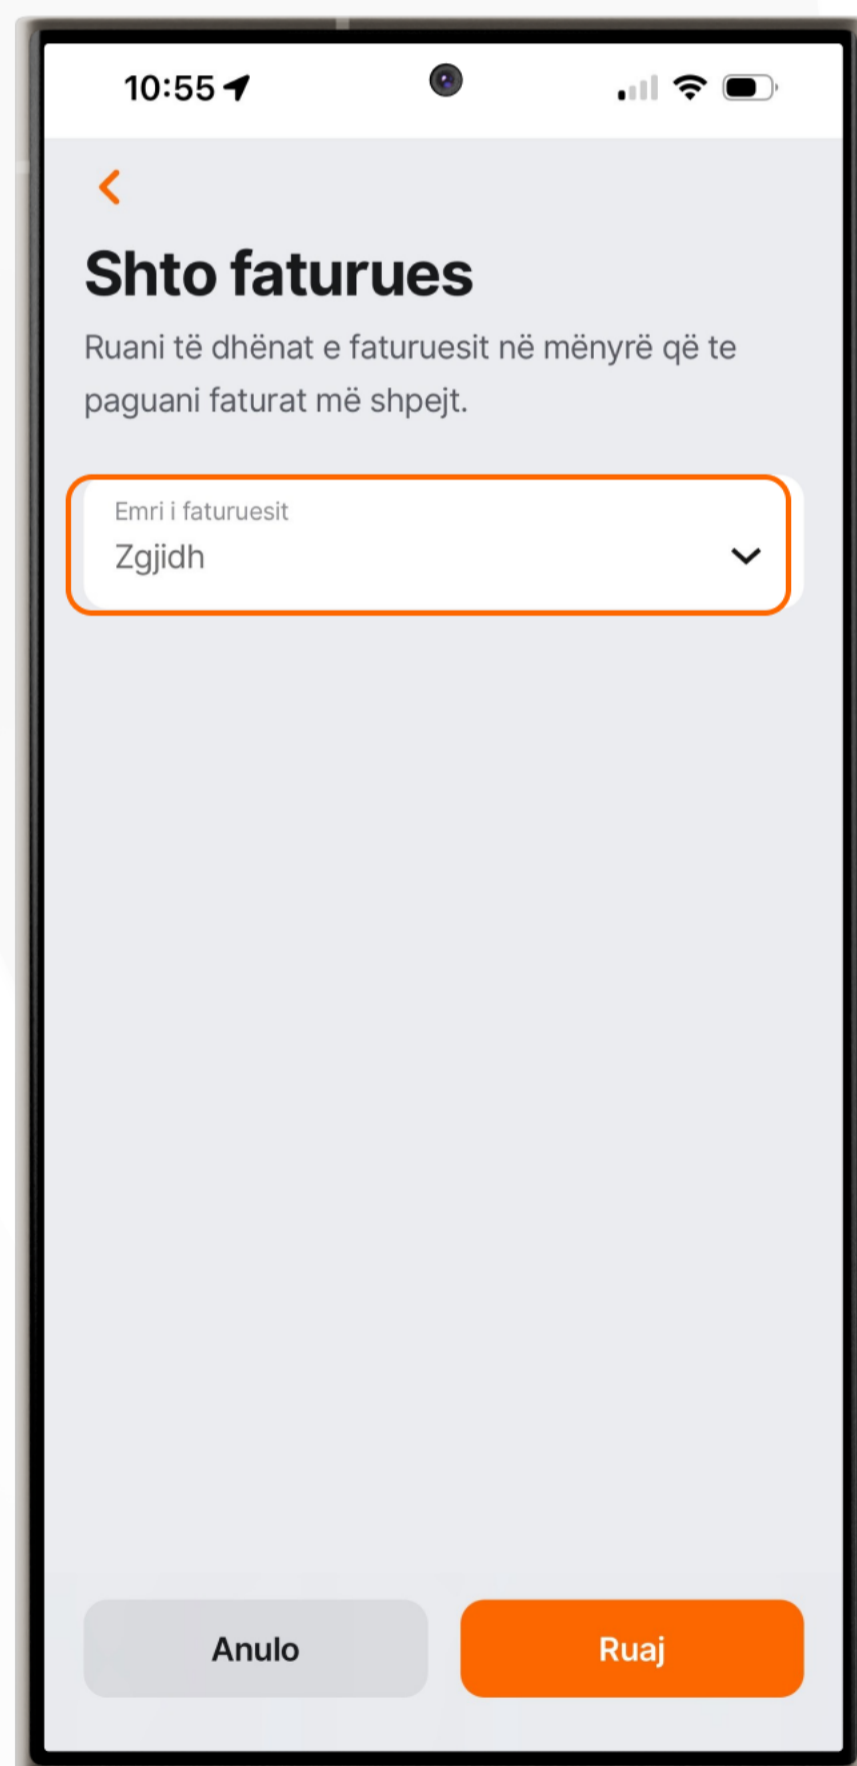 10:55
Shto faturues
Ruani të dhënat e faturuesit në mënyrë që te
paguani faturat më shpejt.
Emri i faturuesit
Zgjidh
Anulo
Ruaj